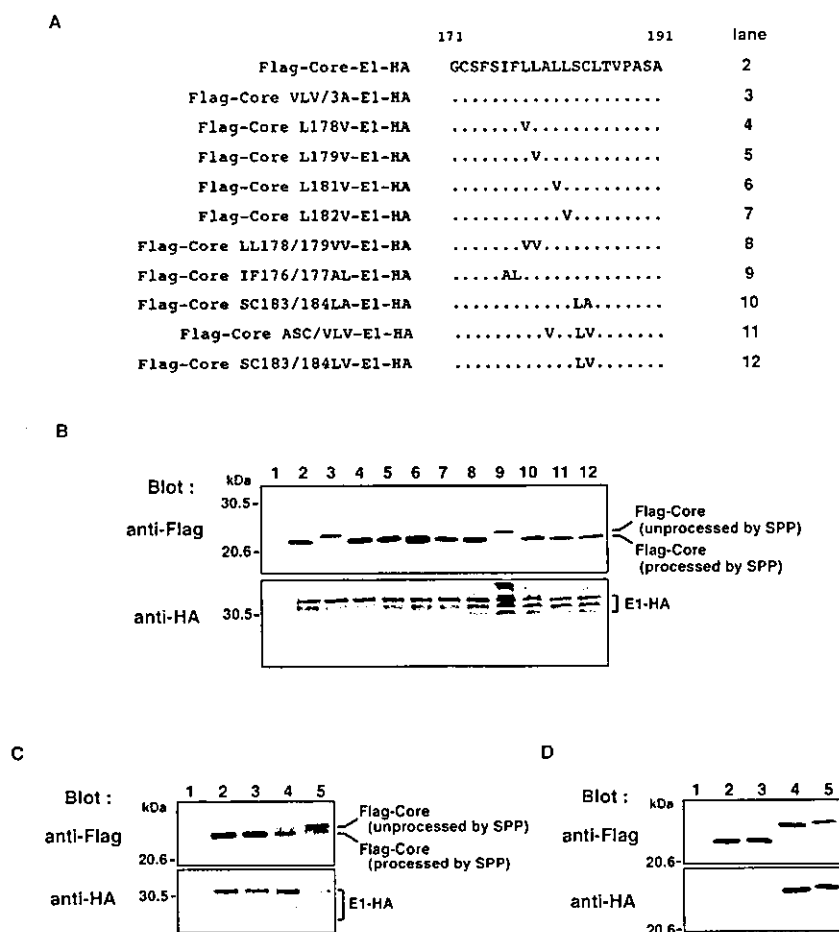 A
171 191 lane
Flag-Core-E1-HA GCSFSIFLLALLSCLTVPASA 2
Flag-Core VLV/3A-E1-HA ..................... 3
Flag-Core L178V-E1-HA .......V............. 4
Flag-Core L179V-E1-HA ........V............ 5
Flag-Core L181V-E1-HA ..........V.......... 6
Flag-Core L182V-E1-HA ...........V......... 7
Flag-Core LL178/179VV-E1-HA .......VV............ 8
Flag-Core IF176/177AL-E1-HA .....AL.............. 9
Flag-Core SC183/184LA-E1-HA ............LA....... 10
Flag-Core ASC/VLV-E1-HA .........V..LV....... 11
Flag-Core SC183/184LV-E1-HA ............LV....... 12
B
Blot : kDa 1 2 3 4 5 6 7 8 9 10 11 12
30.5-
anti-Flag
20.6-
Flag-Core
(unprocessed by SPP)
Flag-Core
(processed by SPP)
anti-HA 30.5-
E1-HA
C
Blot : kDa 1 2 3 4 5
anti-Flag
20.6-
Flag-Core
(unprocessed by SPP)
Flag-Core
(processed by SPP)
anti-HA 30.5-
E1-HA
D
Blot : kDa 1 2 3 4 5
anti-Flag
20.6-
anti-HA
20.6-